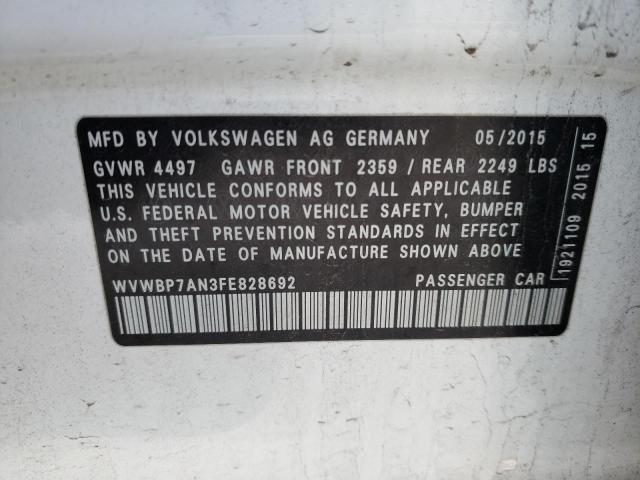 MFD BY VOLKSWAGEN AG GERMANY 05/2015
GVWR 4497 GAWR FRONT 2359 / REAR 2249 LBS
THIS VEHICLE CONFORMS TO ALL APPLICABLE
U.S. FEDERAL MOTOR VEHICLE SAFETY, BUMPER
AND THEFT PREVENTION STANDARDS IN EFFECT
ON THE DATE OF MANUFACTURE SHOWN ABOVE
WVWBP7AN3FE828692 PASSENGER CAR
1921109 2015 15